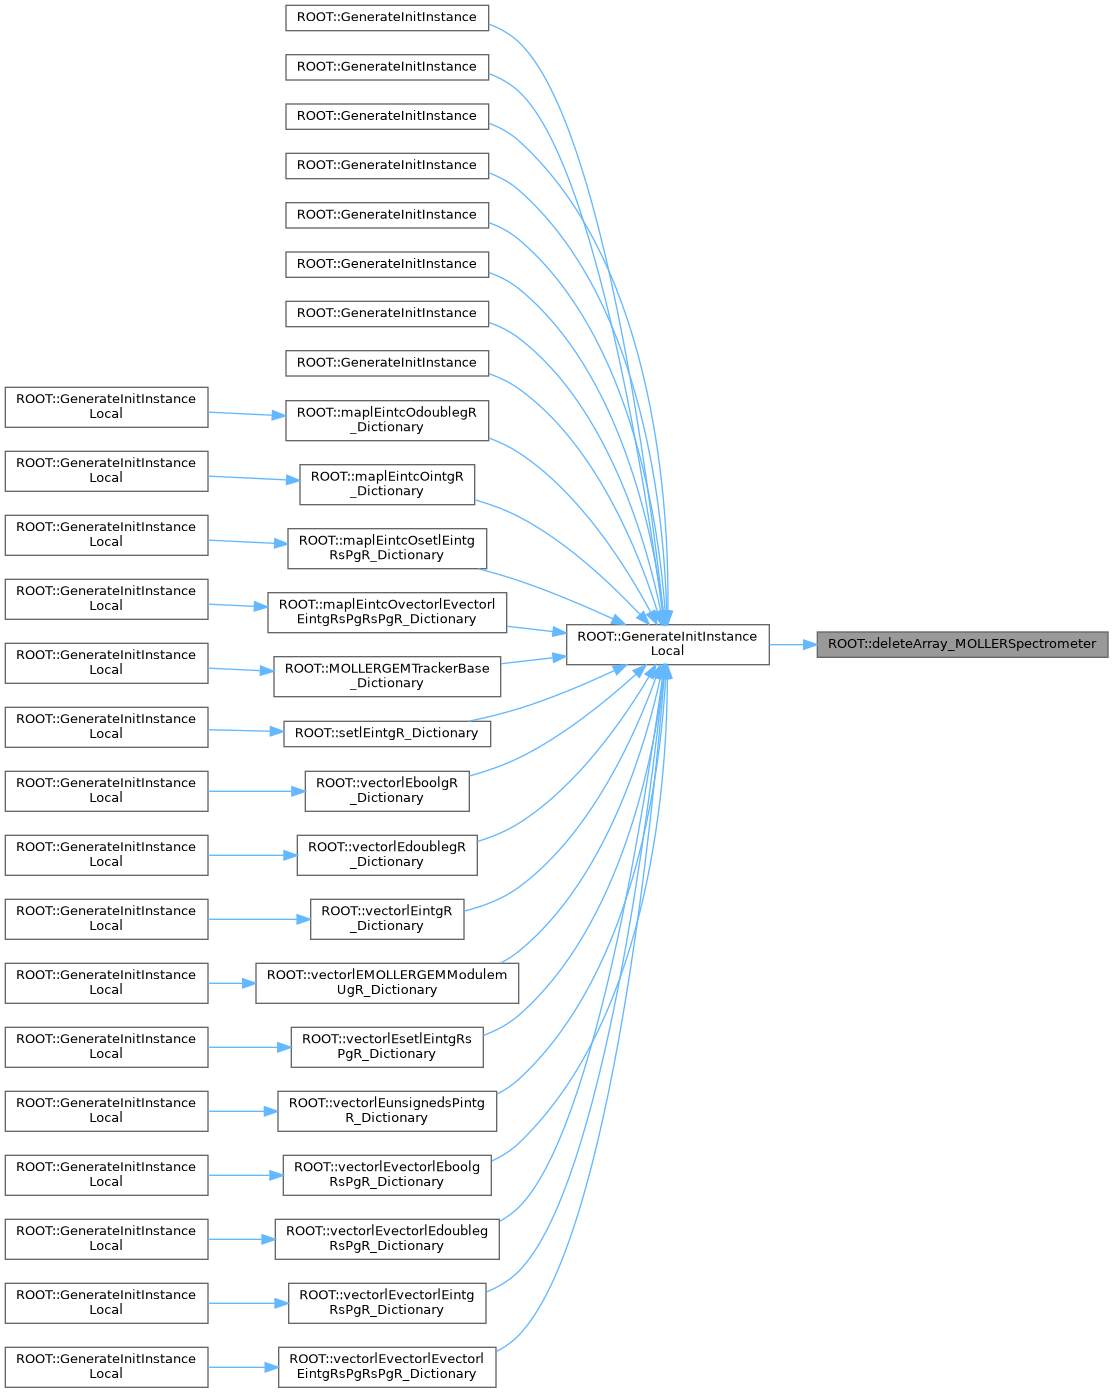 ROOT::GenerateInitInstance
ROOT::GenerateInitInstance
ROOT::GenerateInitInstance
ROOT::GenerateInitInstance
ROOT::GenerateInitInstance
ROOT::GenerateInitInstance
ROOT::GenerateInitInstance
ROOT::GenerateInitInstance
ROOT::GenerateInitInstance
Local
ROOT::maplEintcOdoublegR
_Dictionary
ROOT::GenerateInitInstance
Local
ROOT::maplEintcOintgR
_Dictionary
ROOT::GenerateInitInstance
Local
ROOT::maplEintcOsetlEintg
RsPgR_Dictionary
ROOT::GenerateInitInstance
Local
ROOT::maplEintcOvectorlEvectorl
EintgRsPgRsPgR_Dictionary
ROOT::GenerateInitInstance
Local
ROOT::MOLLERGEMTrackerBase
_Dictionary
ROOT::GenerateInitInstance
Local
ROOT::deleteArray_MOLLERSpectrometer
ROOT::GenerateInitInstance
Local
ROOT::setlEintgR_Dictionary
ROOT::GenerateInitInstance
Local
ROOT::vectorlEboolgR
_Dictionary
ROOT::GenerateInitInstance
Local
ROOT::vectorlEdoublegR
_Dictionary
ROOT::GenerateInitInstance
Local
ROOT::vectorlEintgR
_Dictionary
ROOT::GenerateInitInstance
Local
ROOT::vectorlEMOLLERGEMModulem
UgR_Dictionary
ROOT::GenerateInitInstance
Local
ROOT::vectorlEsetlEintgRs
PgR_Dictionary
ROOT::GenerateInitInstance
Local
ROOT::vectorlEunsignedsPintg
R_Dictionary
ROOT::GenerateInitInstance
Local
ROOT::vectorlEvectorlEboolg
RsPgR_Dictionary
ROOT::GenerateInitInstance
Local
ROOT::vectorlEvectorlEdoubleg
RsPgR_Dictionary
ROOT::GenerateInitInstance
Local
ROOT::vectorlEvectorlEintg
RsPgR_Dictionary
ROOT::GenerateInitInstance
Local
ROOT::vectorlEvectorlEvectorl
EintgRsPgRsPgR_Dictionary